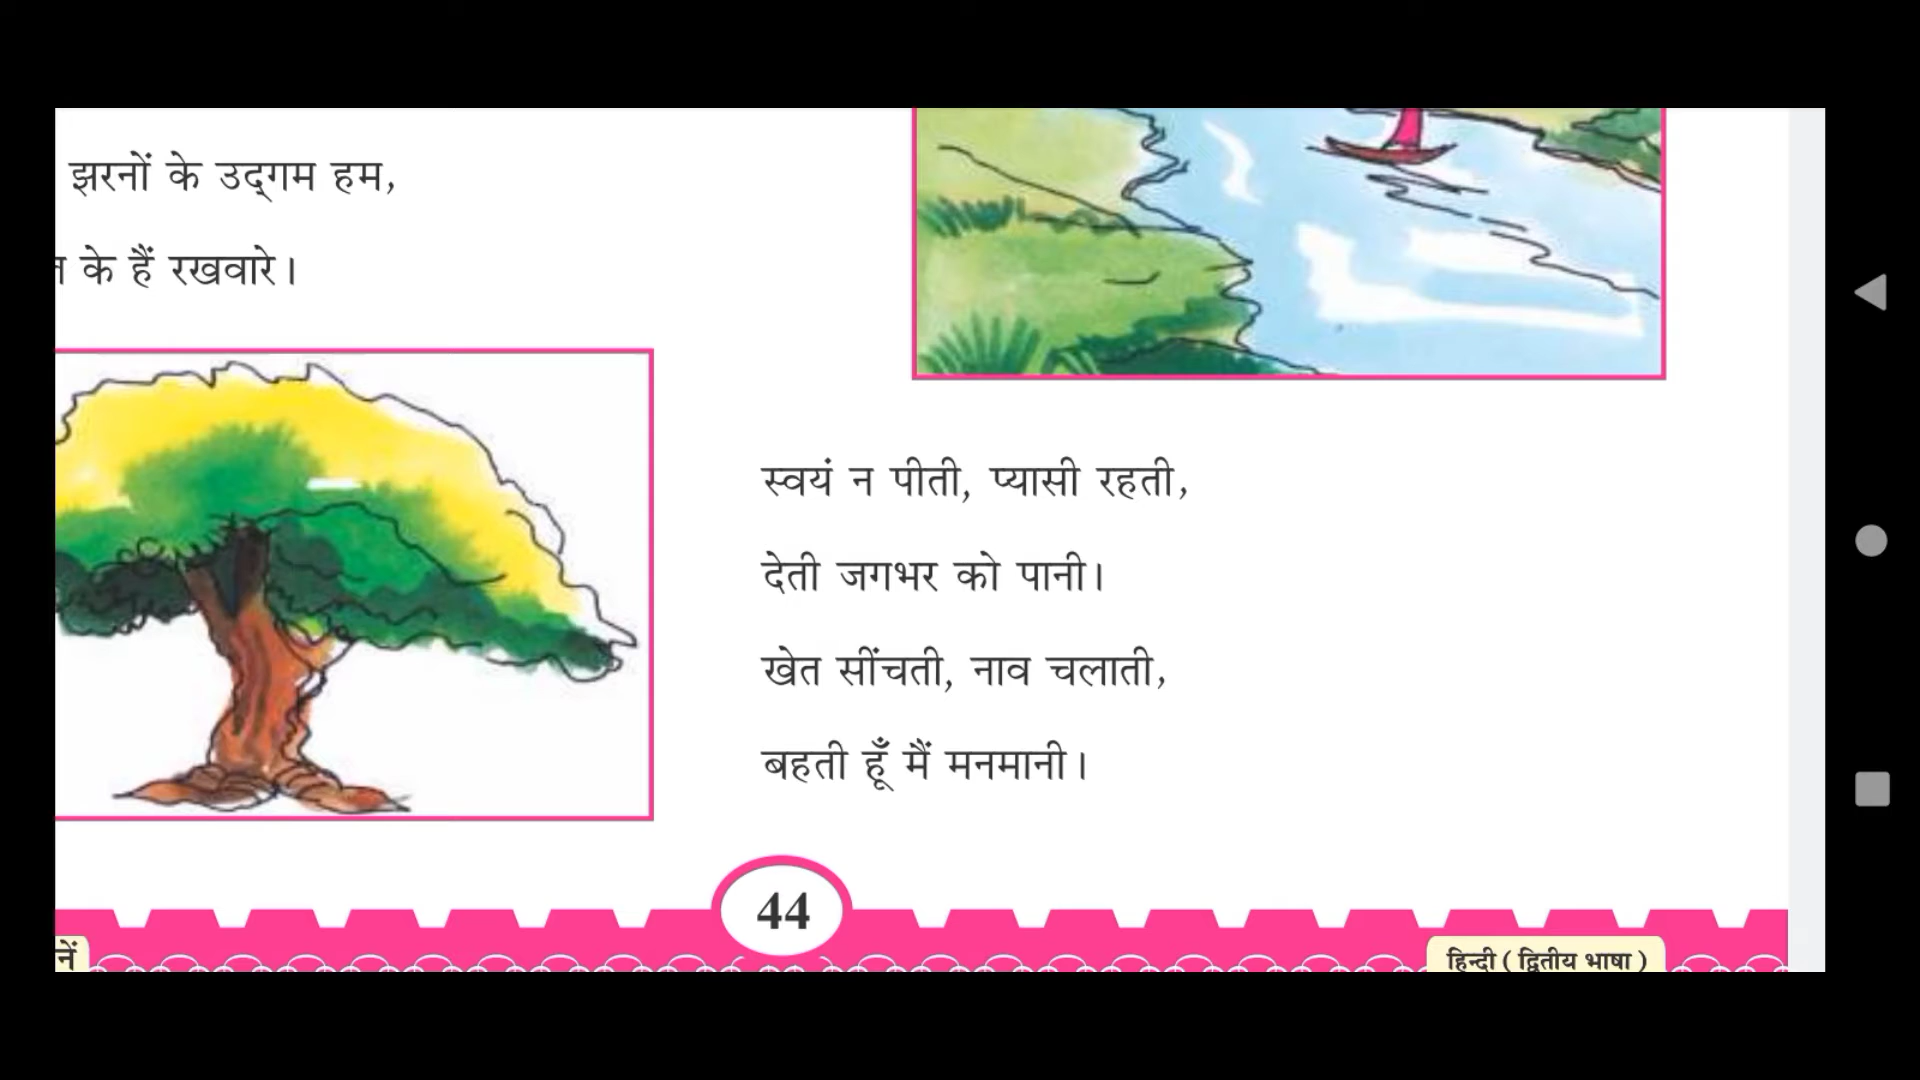 झरनों के उद्‌गम हम,
के हैं रखवारे।
स्वयं न पीती, प्यासी रहती,
देती जगभर को पानी।
खेत सींचती, नाव चलाती,
बहती हूँ मैं मनमानी।
44
हिन्दी ( द्वितीय भाषा )